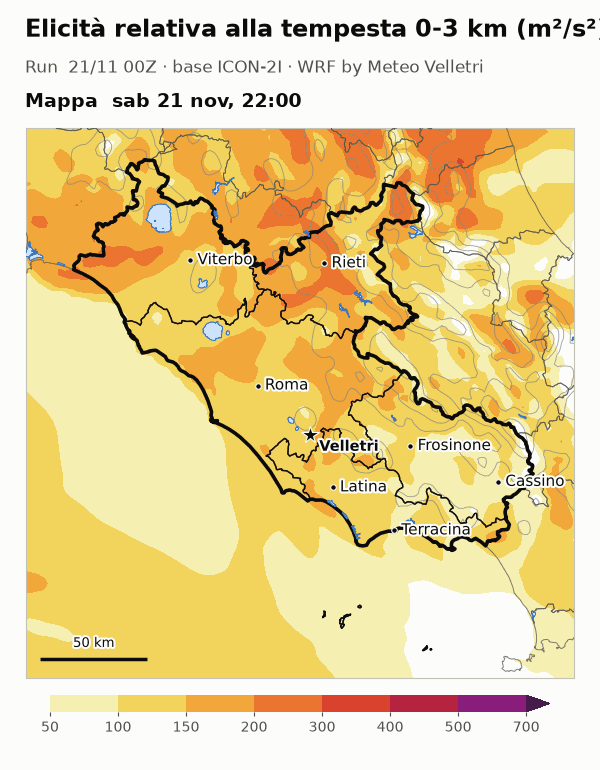 Elicità relativa alla tempesta 0-3 km (m²/s²)
Run 21/11 00Z · base ICON-2I · WRF by Meteo Velletri
Mappa sab 21 nov, 22:00
Viterbo
Rieti
Roma
Velletri
Frosinone
Cassino
Latina
Terracina
50 km
50 100 150 200 300 400 500 700